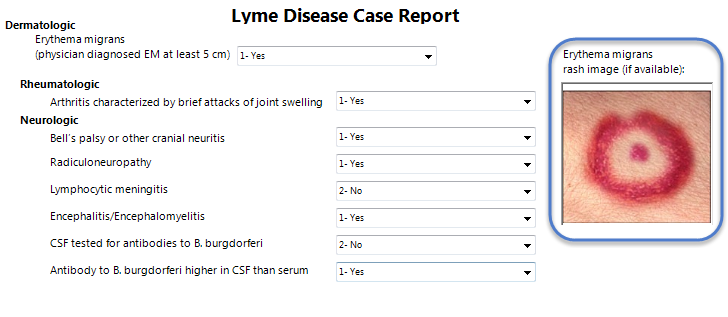 Lyme Disease Case Report
Dermatologic
Erythema migrans
(physician diagnosed EM at least 5 cm) 1- Yes
Rheumatologic
Arthritis characterized by brief attacks of joint swelling 1- Yes
Neurologic
Bell's palsy or other cranial neuritis 1- Yes
Radiculoneuropathy 1- Yes
Lymphocytic meningitis 2- No
Encephalitis/Encephalomyelitis 1- Yes
CSF tested for antibodies to B. burgdorferi 2- No
Antibody to B. burgdorferi higher in CSF than serum 1- Yes
Erythema migrans
rash image (if available):